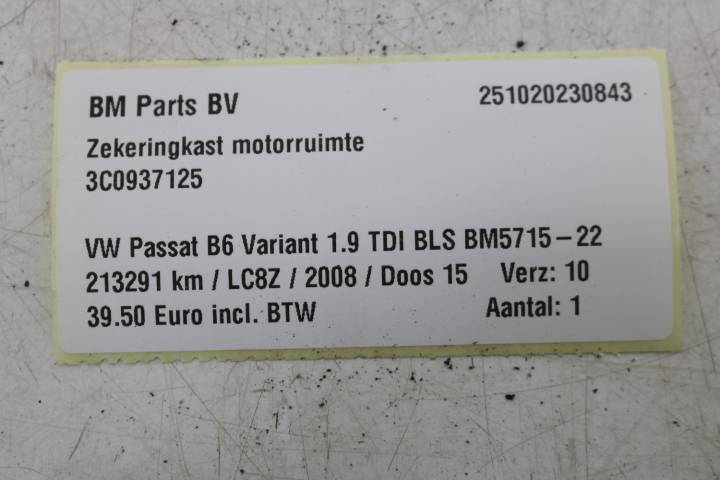 BM Parts BV 251020230843
Zekeringkast motorruimte
3C0937125
VW Passat B6 Variant 1.9 TDI BLS BM5715-22
213291 km / LC8Z / 2008 / Doos 15 Verz: 10
39.50 Euro incl. BTW Aantal: 1